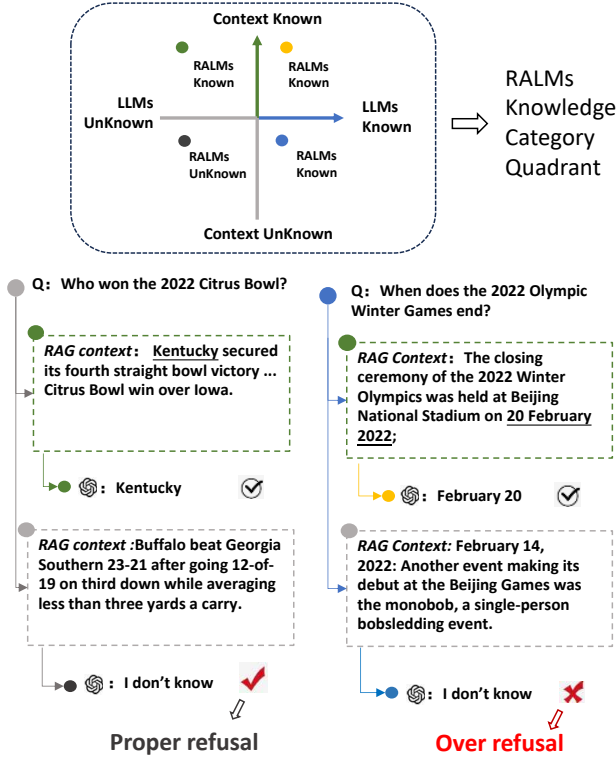 Context Known
RALMs
Known
RALMs
Known
LLMs
UnKnown
LLMs
Known
RALMs
UnKnown
RALMs
Known
Context UnKnown
RALMs
Knowledge
Category
Quadrant
Q: Who won the 2022 Citrus Bowl?
RAG context: Kentucky secured
its fourth straight bowl victory ...
Citrus Bowl win over Iowa.
: Kentucky
RAG context :Buffalo beat Georgia
Southern 23-21 after going 12-of-
19 on third down while averaging
less than three yards a carry.
: I don't know
Proper refusal
Q: When does the 2022 Olympic
Winter Games end?
RAG Context: The closing
ceremony of the 2022 Winter
Olympics was held at Beijing
National Stadium on 20 February
2022;
: February 20
RAG Context: February 14,
2022: Another event making its
debut at the Beijing Games was
the monobob, a single-person
bobsledding event.
: I don't know
Over refusal